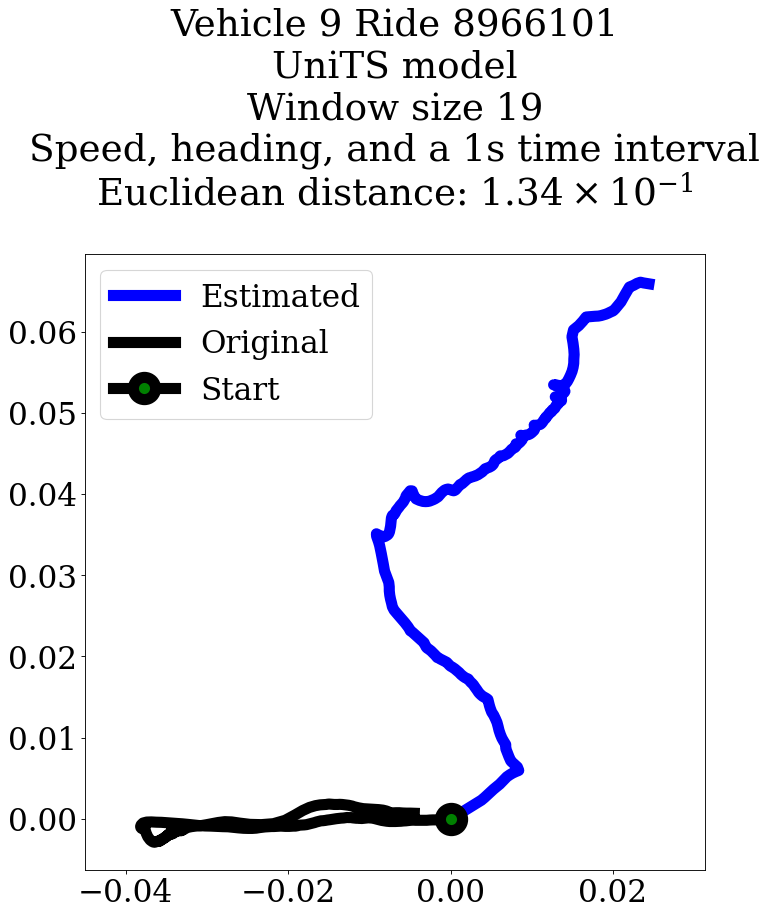 Vehicle 9 Ride 8966101
UniTS model
Window size 19
Speed, heading, and a 1s time interval
Euclidean distance: 1.34 × 10⁻¹
Estimated
Original
Start
0.06
0.05
0.04
0.03
0.02
0.01
0.00
−0.04 −0.02 0.00 0.02